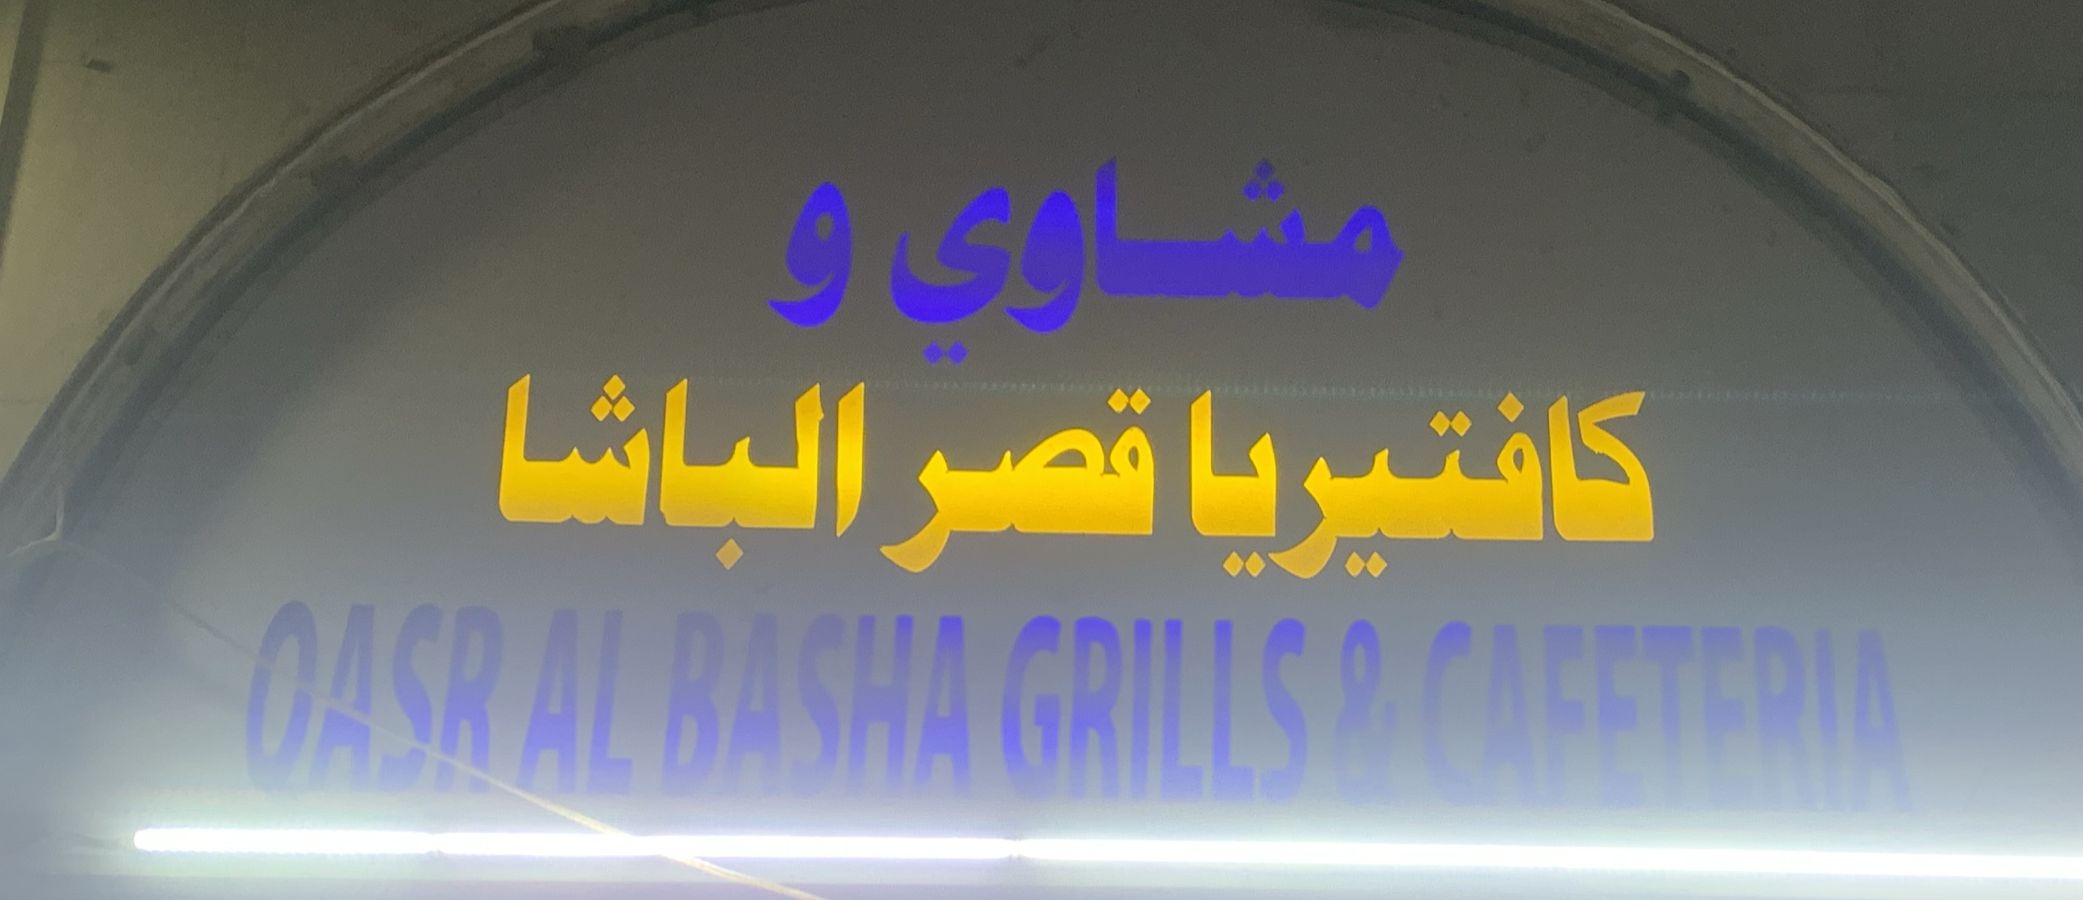 مشاوي و
كافتيريا قصر الباشا
QASR AL BASHA GRILLS & CAFETERIA